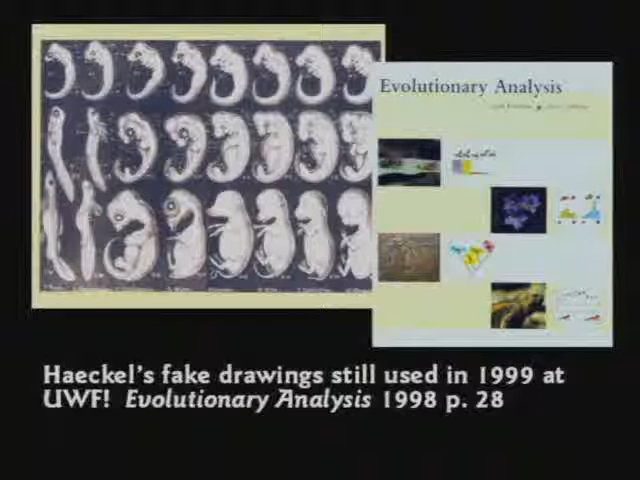 Evolutionary Analysis
Haeckel's fake drawings still used in 1999 at
UWF! Evolutionary Analysis 1998 p. 28